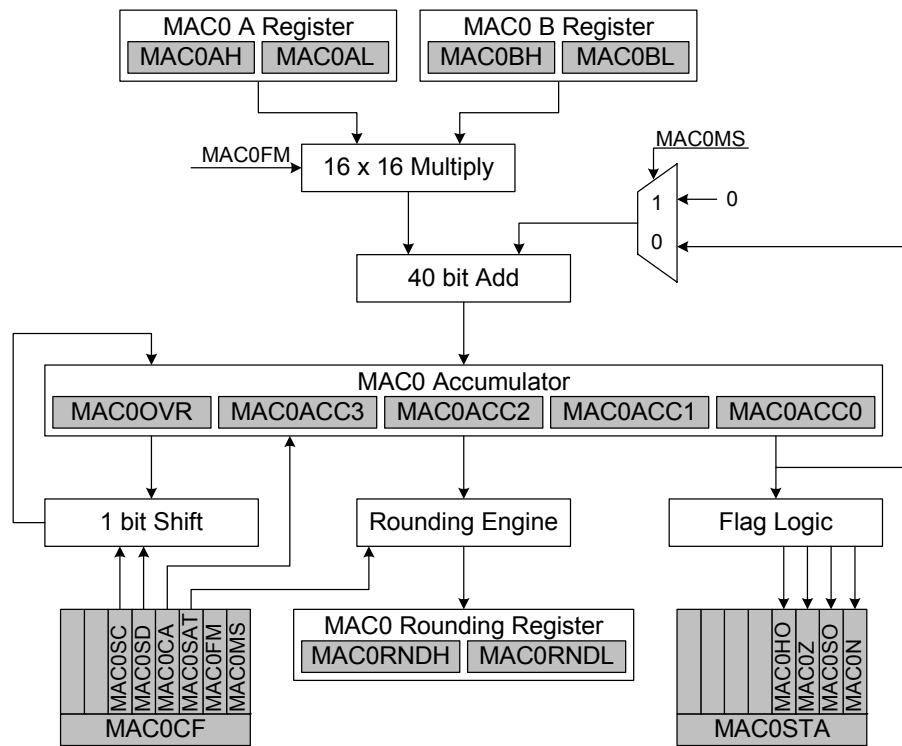 MAC0 A Register
MAC0AH MAC0AL
MAC0 B Register
MAC0BH MAC0BL
MAC0FM
16 x 16 Multiply
MAC0MS
1
0
0
40 bit Add
MAC0 Accumulator
MAC0OVR MAC0ACC3 MAC0ACC2 MAC0ACC1 MAC0ACC0
1 bit Shift
Rounding Engine
Flag Logic
MAC0SC
MAC0SD
MAC0CA
MAC0SAT
MAC0FM
MAC0MS
MAC0CF
MAC0 Rounding Register
MAC0RNDH MAC0RNDL
MAC0HO
MAC0Z
MAC0SO
MAC0N
MAC0STA